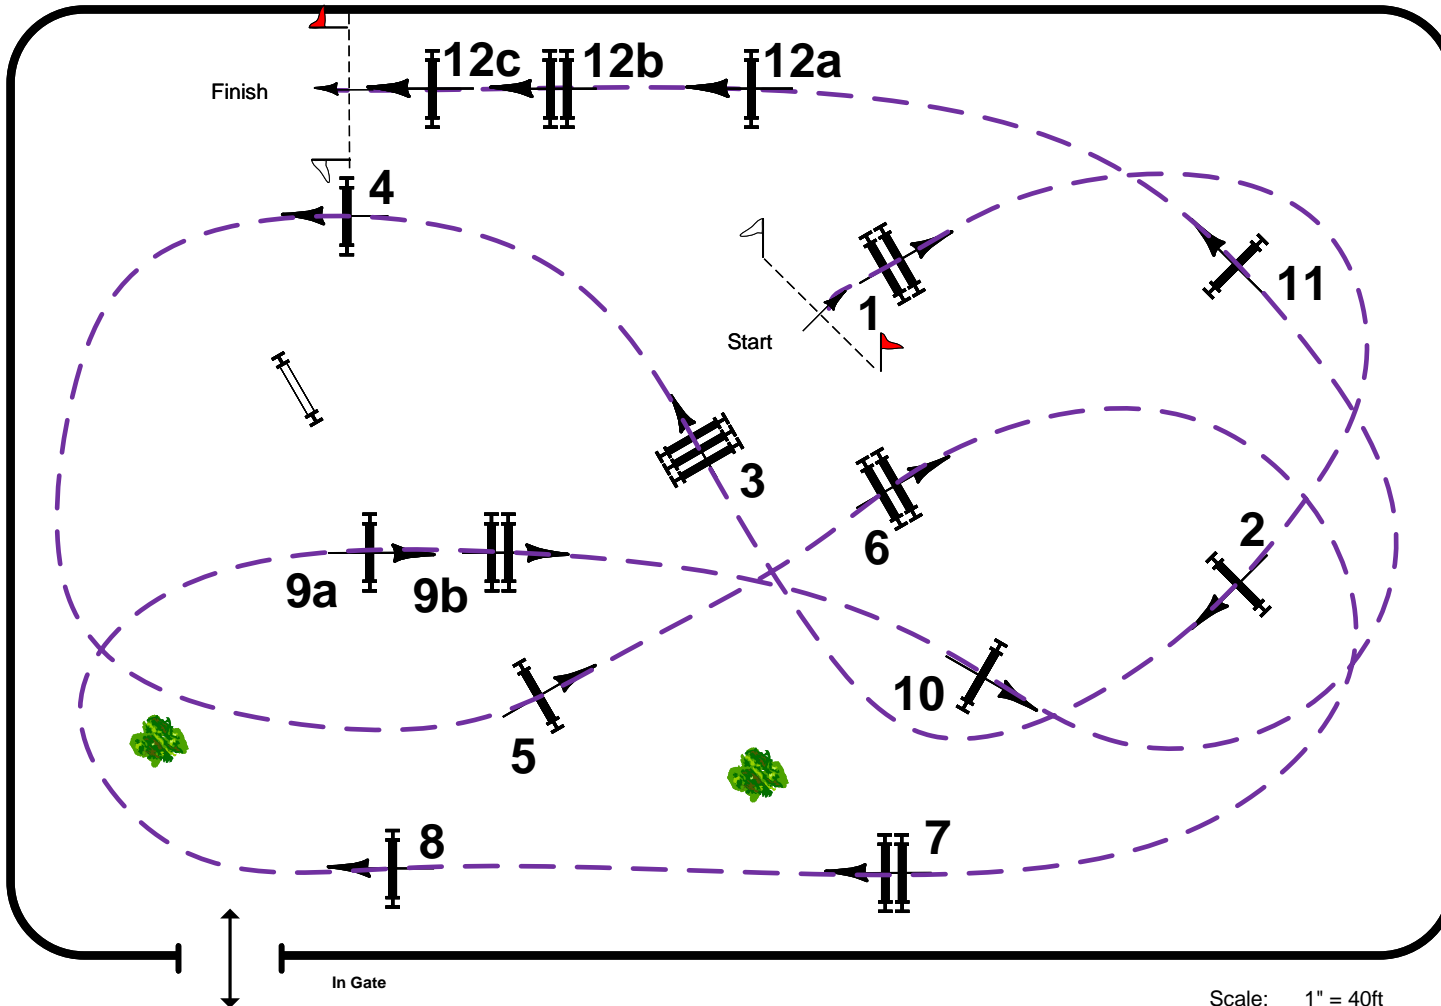 12c
12b
12a
Finish
4
11
1
Start
3
2
6
9a
9b
10
5
8
7
In Gate
Scale: 1" = 40ft